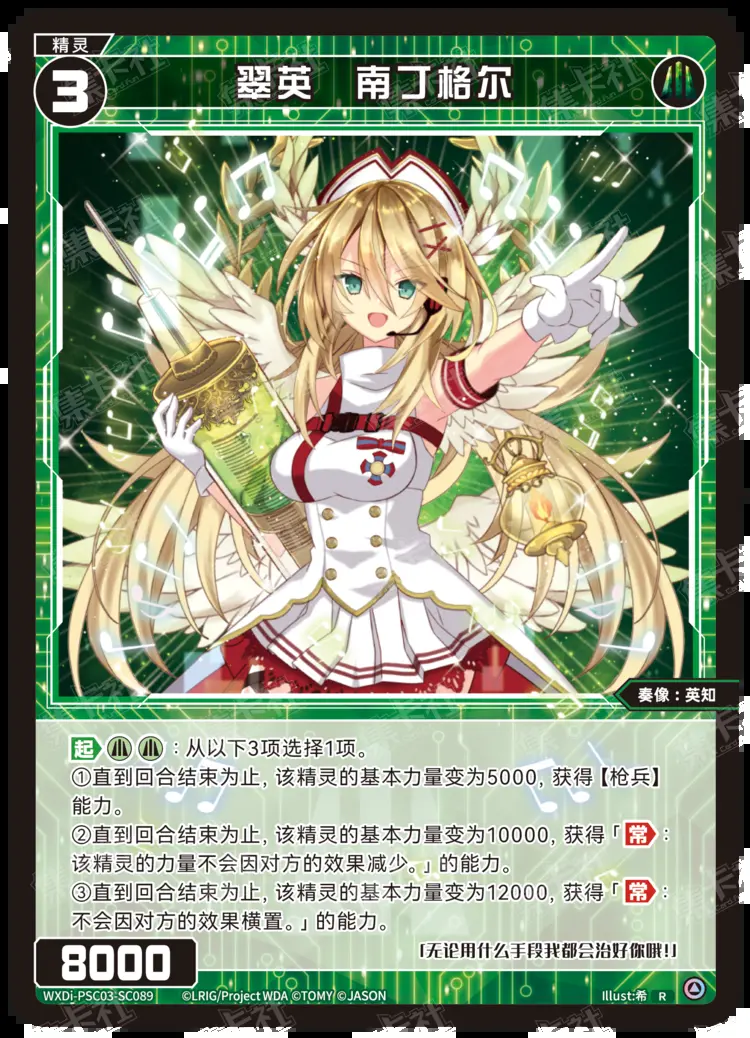 精灵
3
翠英 南丁格尔
奏像：英知
起 ：从以下3项选择1项。
①直到回合结束为止, 该精灵的基本力量变为5000, 获得【枪兵】
能力。
②直到回合结束为止, 该精灵的基本力量变为10000, 获得「常：
该精灵的力量不会因对方的效果减少。」的能力。
③直到回合结束为止, 该精灵的基本力量变为12000, 获得「常：
不会因对方的效果横置。」的能力。
「无论用什么手段我都会治好你哦!」
8000
WXDi-PSC03-SC089 ©LRIG/Project WDA ©TOMY ©JASON Illust:希 R
集卡社